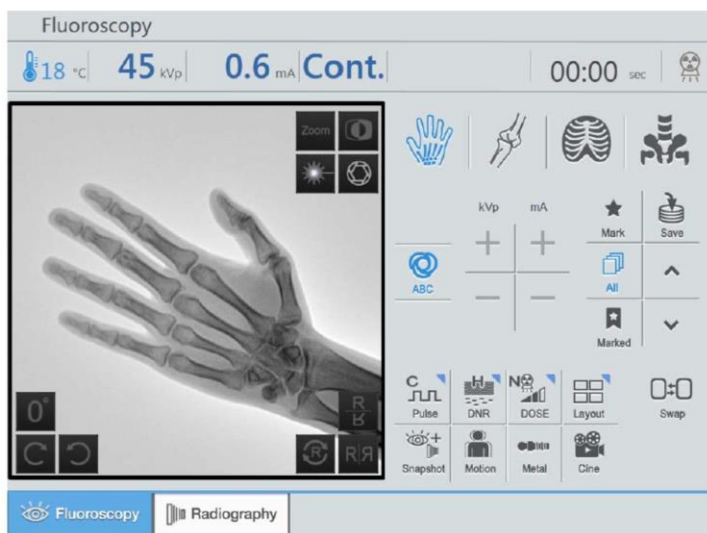 Fluoroscopy
18 °C 45 kVp 0.6 mA Cont. 00:00 sec
Zoom
kVp mA
Mark Save
ABC All
Marked
C H N
Pulse DNR DOSE Layout Swap
Snapshot Motion Metal Cine
0°
R
R
R R R
Fluoroscopy Radiography